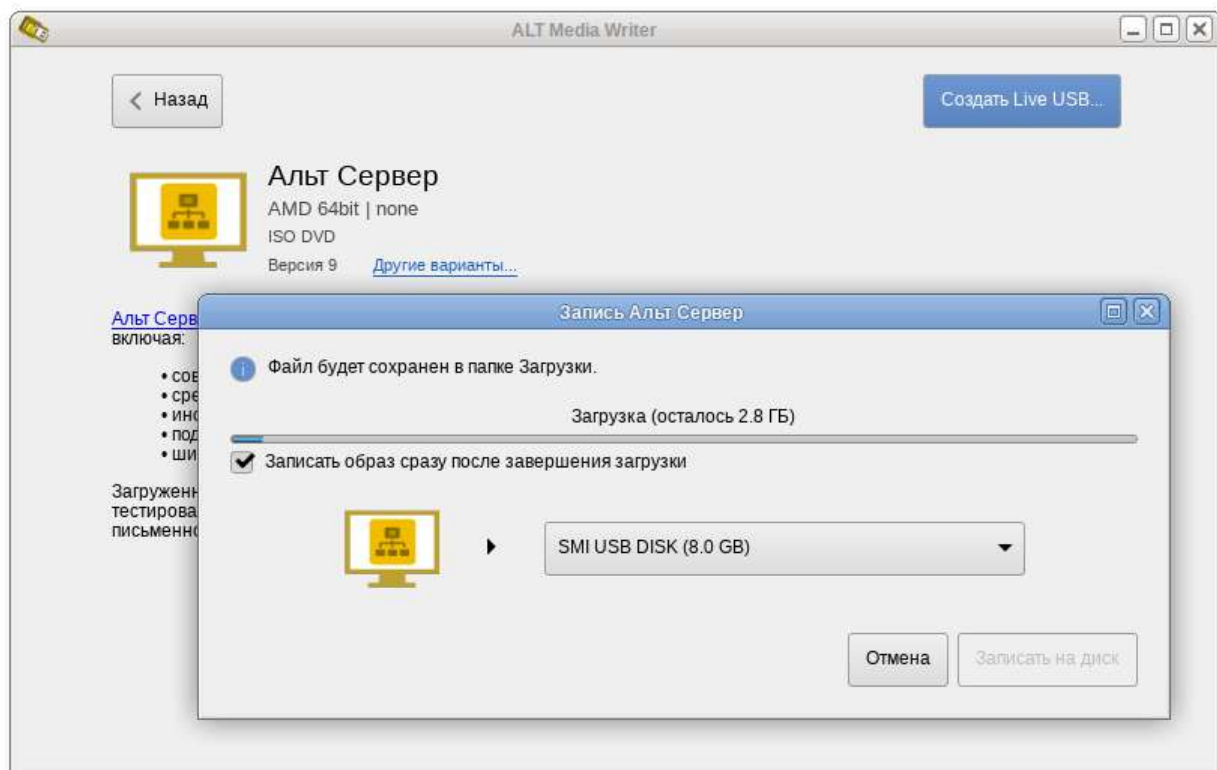 ALT Media Writer
Назад
Создать Live USB...
Альт Сервер
AMD 64bit | none
ISO DVD
Версия 9 Другие варианты...
Альт Серв
включая:
• сов
• сре
• инс
• под
• ши
Загруженн
тестирова
письменно
Запись Альт Сервер
Файл будет сохранен в папке Загрузки.
Загрузка (осталось 2.8 ГБ)
Записать образ сразу после завершения загрузки
SMI USB DISK (8.0 GB)
Отмена
Записать на диск